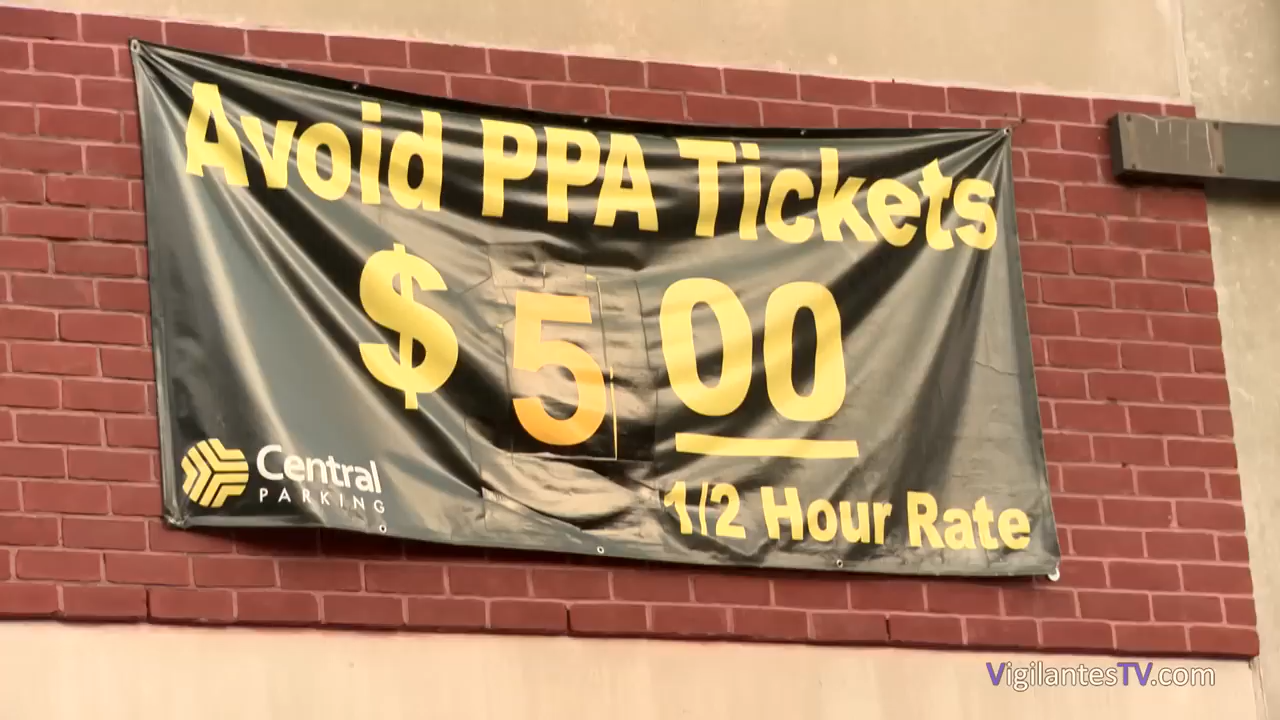 Avoid PPA Tickets
$5.00
1/2 Hour Rate
Central
PARKING
VigilantesTV.com